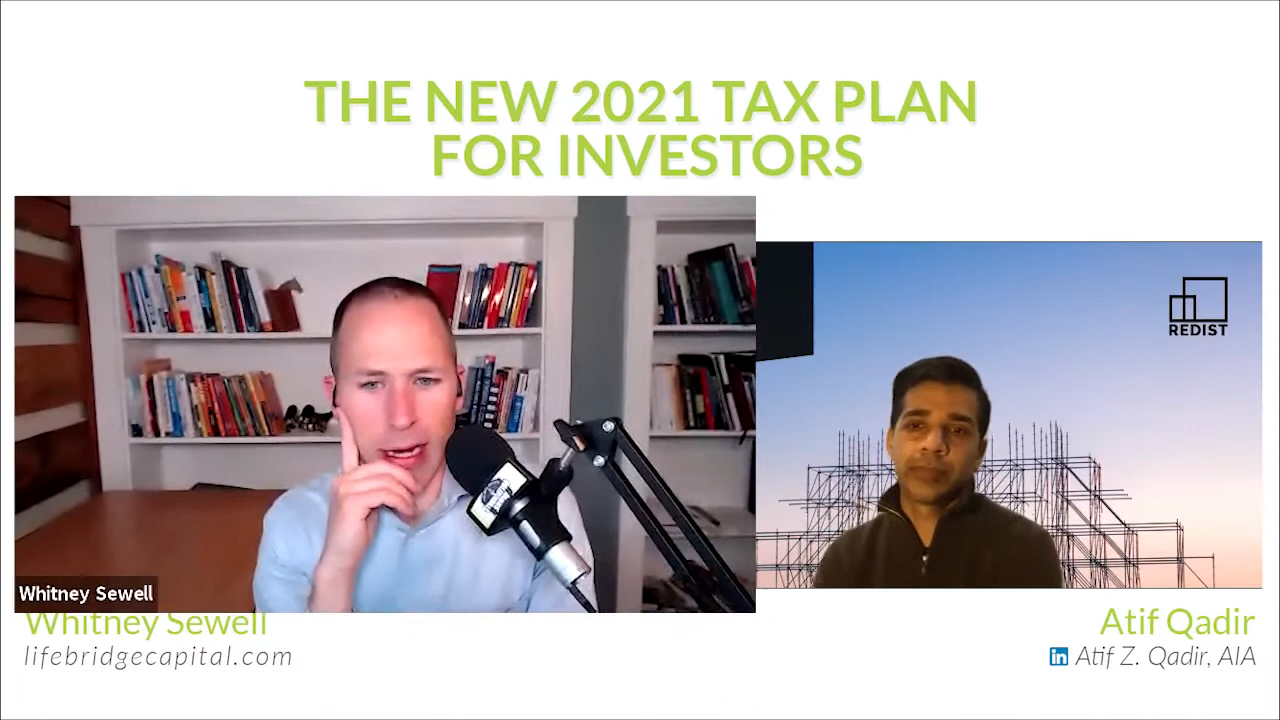 THE NEW 2021 TAX PLAN
FOR INVESTORS
REDIST
Whitney Sewell
Whitney Sewell
lifebridgecapital.com
Atif Qadir
in Atif Z. Qadir, AIA